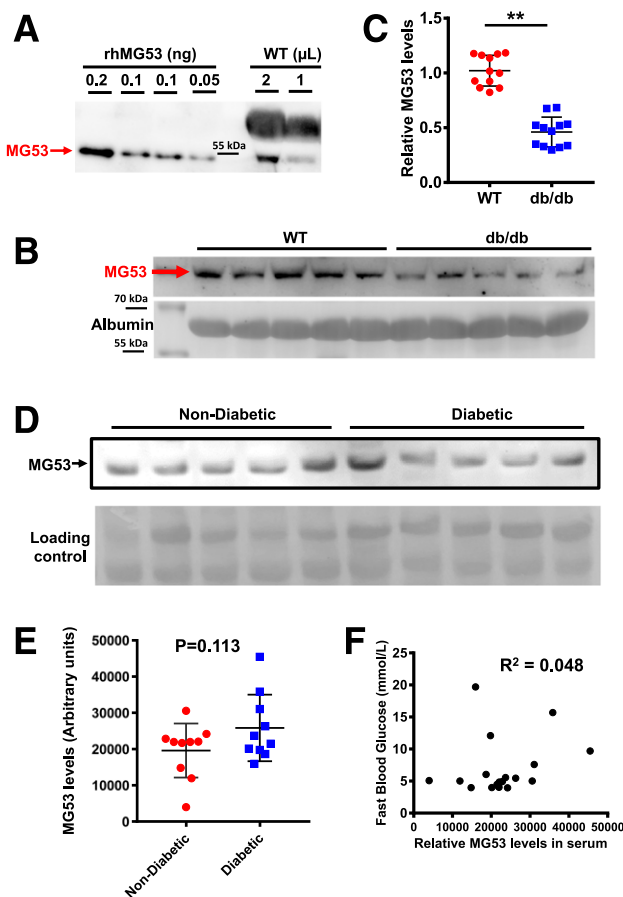 A
rhMG53 (ng) WT (µL)
0.2 0.1 0.1 0.05 2 1
MG53 55 kDa
C
Relative MG53 levels
**
1.5
1.0
0.5
0.0
WT db/db
B
WT db/db
MG53
70 kDa
Albumin
55 kDa
D
Non-Diabetic Diabetic
MG53
Loading
control
E
MG53 levels (Arbitrary units)
P=0.113
50000
40000
30000
20000
10000
0
Non-Diabetic Diabetic
F
Fast Blood Glucose (mmol/L)
R² = 0.048
25
20
15
10
5
0
0 10000 20000 30000 40000 50000
Relative MG53 levels in serum